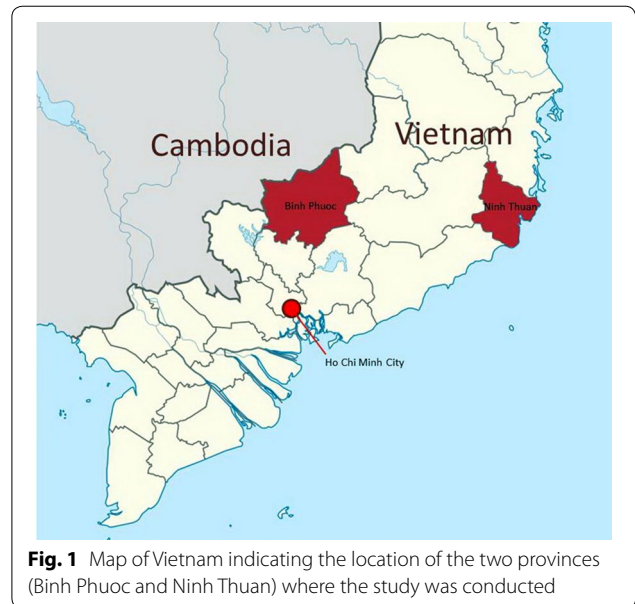 Cambodia
Vietnam
Binh Phuoc
Ninh Thuan
Ho Chi Minh City
Fig. 1 Map of Vietnam indicating the location of the two provinces
(Binh Phuoc and Ninh Thuan) where the study was conducted